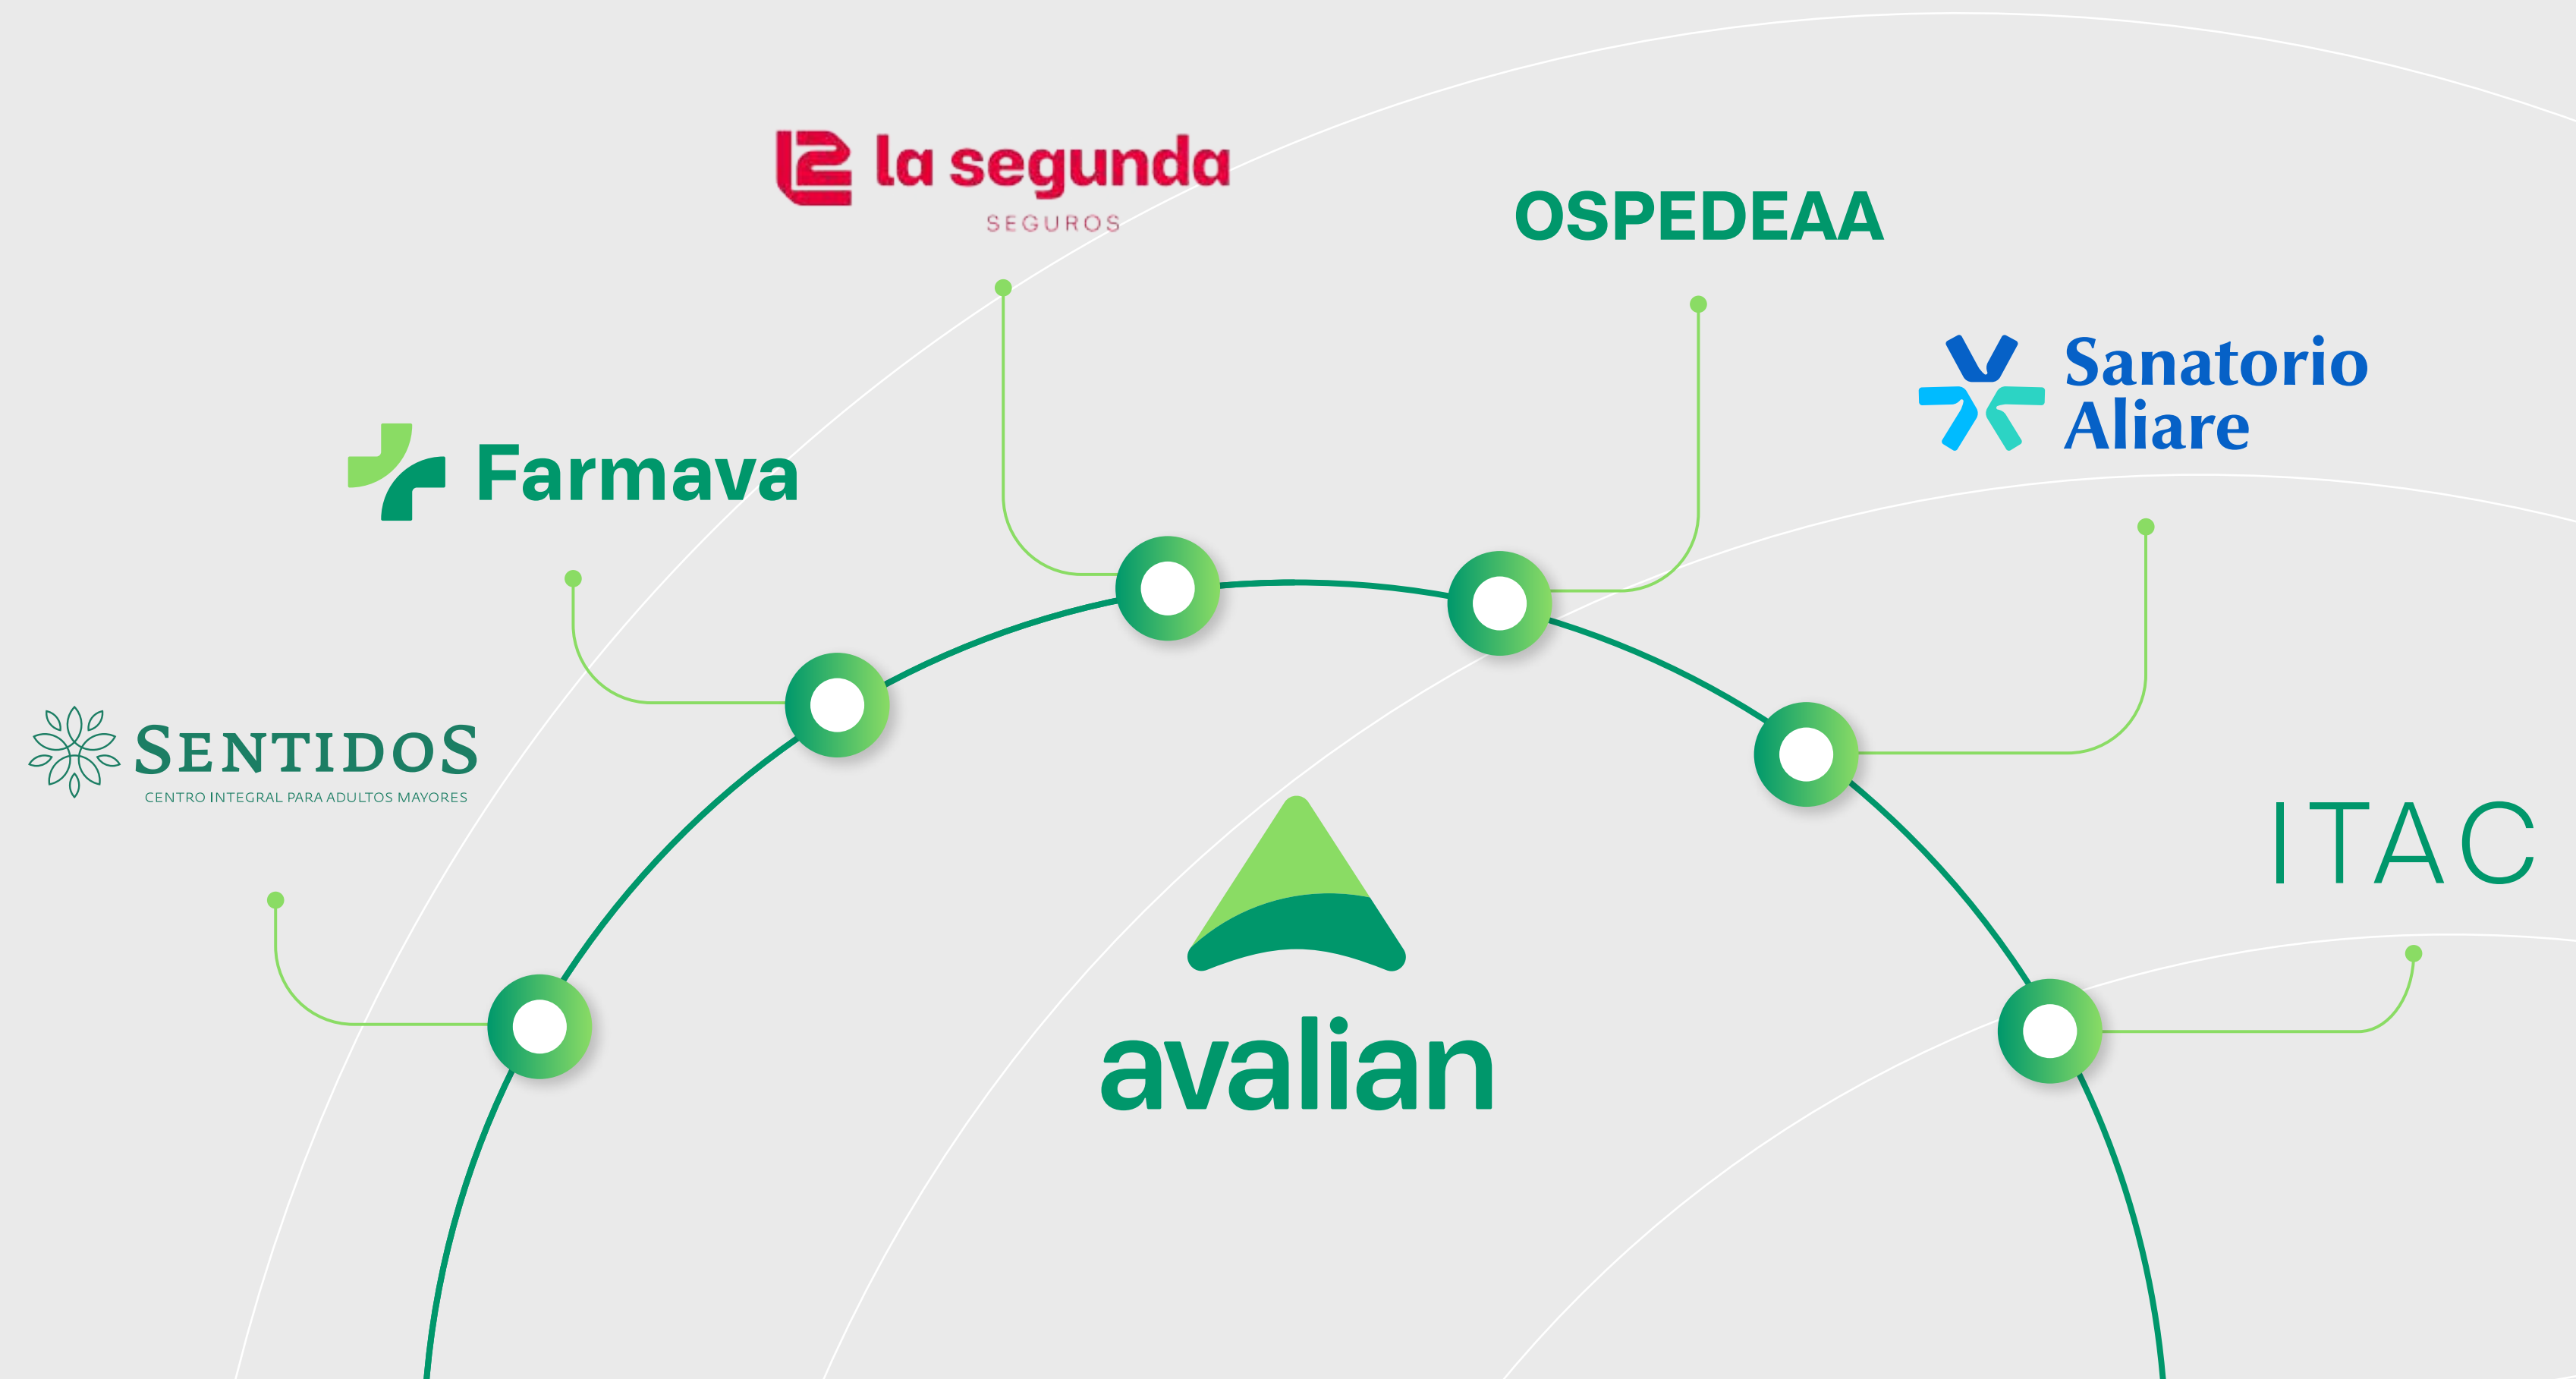 la segunda
SEGUROS
OSPEDEAA
Sanatorio
Aliare
Farmava
SENTIDOS
CENTRO INTEGRAL PARA ADULTOS MAYORES
ITAC
avalian